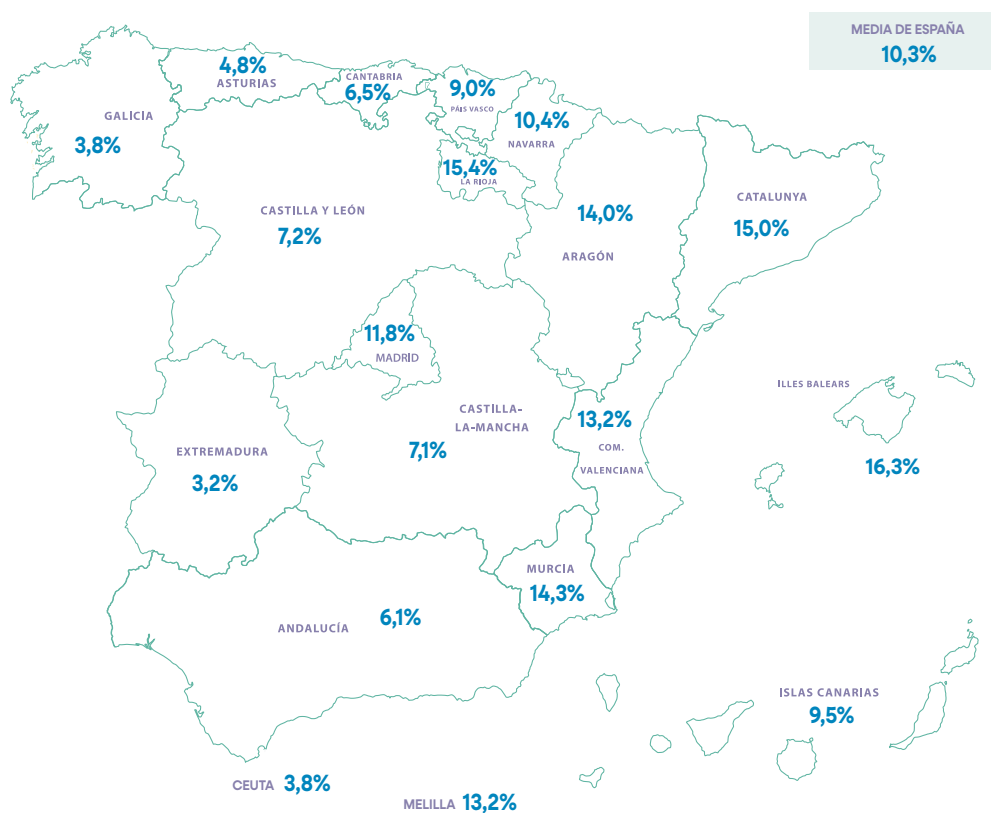 MEDIA DE ESPAÑA
10,3%
4,8%
ASTURIAS
CANTABRIA
6,5%
9,0%
PAÍS VASCO
GALICIA
3,8%
10,4%
NAVARRA
15,4%
LA RIOJA
CASTILLA Y LEÓN
7,2%
14,0%
ARAGÓN
CATALUNYA
15,0%
11,8%
MADRID
ILLES BALEARS
16,3%
CASTILLA-
LA-MANCHA
7,1%
13,2%
COM.
VALENCIANA
EXTREMADURA
3,2%
MURCIA
14,3%
ANDALUCÍA
6,1%
ISLAS CANARIAS
9,5%
CEUTA 3,8%
MELILLA 13,2%